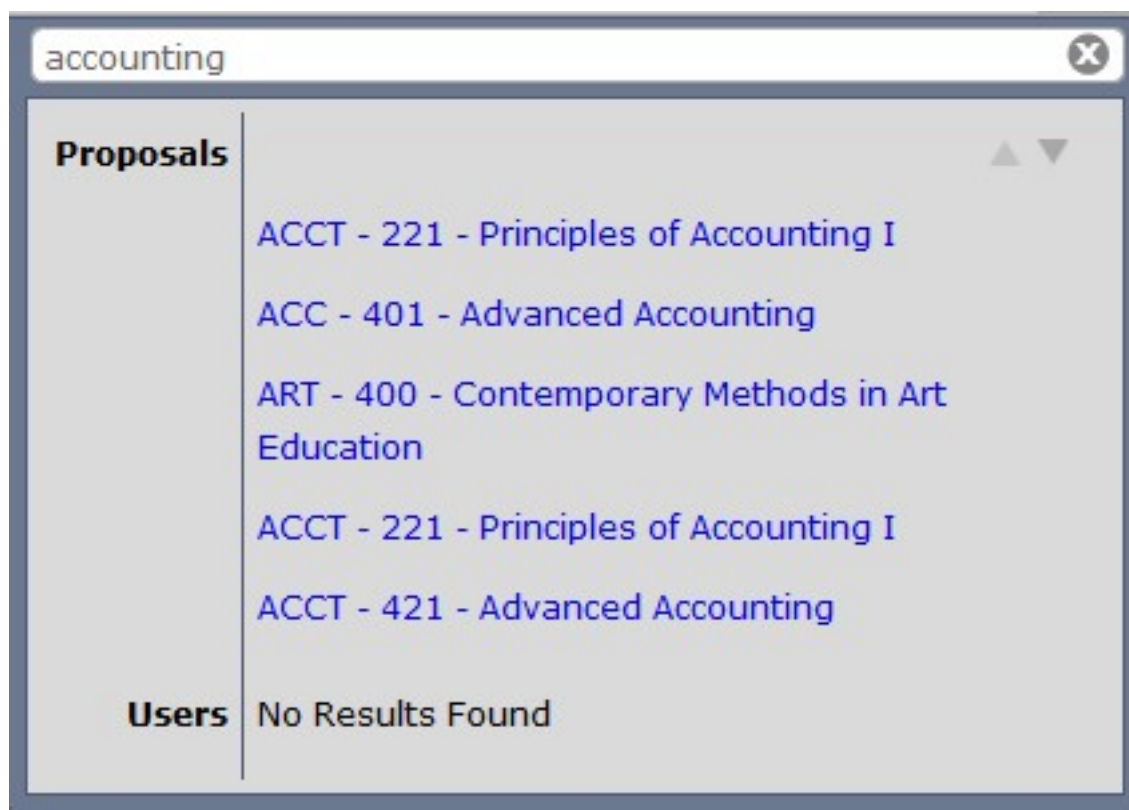 accounting
Proposals
ACCT - 221 - Principles of Accounting I
ACC - 401 - Advanced Accounting
ART - 400 - Contemporary Methods in Art
Education
ACCT - 221 - Principles of Accounting I
ACCT - 421 - Advanced Accounting
Users No Results Found